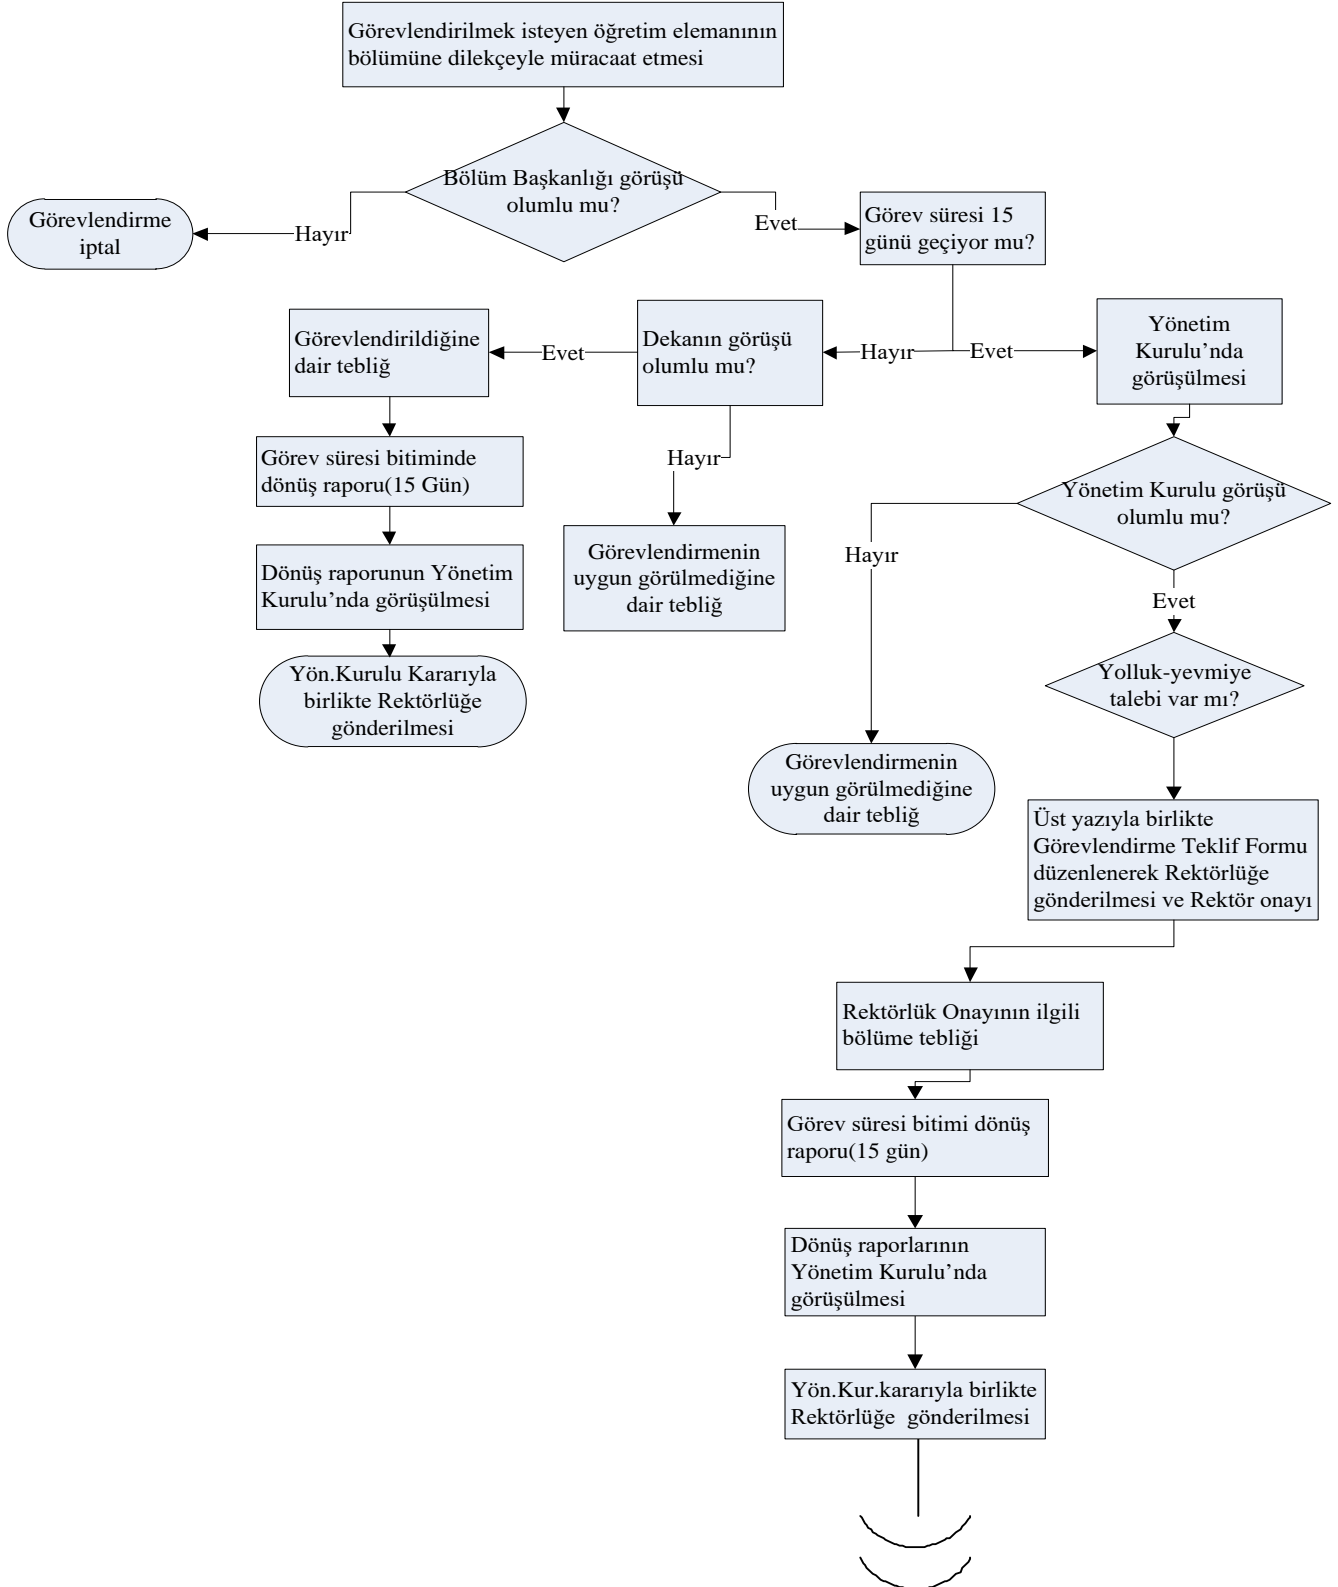 Görevlendirilmek isteyen öğretim elemanının
bölümüne dilekçeyle müracaat etmesi
Bölüm Başkanlığı görüşü
olumlu mu?
Hayır
Görevlendirme
iptal
Evet
Görev süresi 15
günü geçiyor mu?
Hayır
Evet
Dekanın görüşü
olumlu mu?
Evet
Görevlendirildiğine
dair tebliğ
Görev süresi bitiminde
dönüş raporu(15 Gün)
Dönüş raporunun Yönetim
Kurulu’nda görüşülmesi
Yön.Kurulu Kararıyla
birlikte Rektörlüğe
gönderilmesi
Hayır
Görevlendirmenin
uygun görülmediğine
dair tebliğ
Yönetim
Kurulu’nda
görüşülmesi
Yönetim Kurulu görüşü
olumlu mu?
Hayır
Görevlendirmenin
uygun görülmediğine
dair tebliğ
Evet
Yolluk-yevmiye
talebi var mı?
Üst yazıyla birlikte
Görevlendirme Teklif Formu
düzenlenerek Rektörlüğe
gönderilmesi ve Rektör onayı
Rektörlük Onayının ilgili
bölüme tebliği
Görev süresi bitimi dönüş
raporu(15 gün)
Dönüş raporlarının
Yönetim Kurulu’nda
görüşülmesi
Yön.Kur.kararıyla birlikte
Rektörlüğe  gönderilmesi